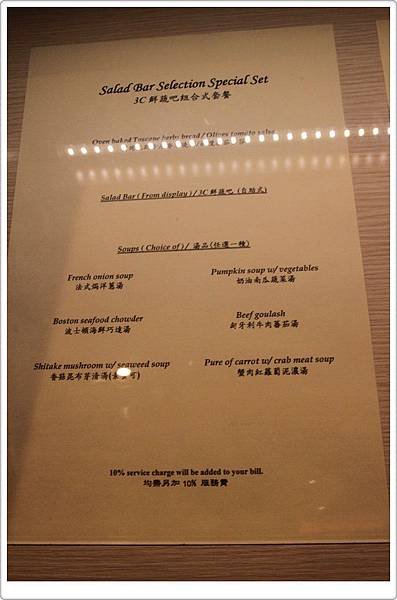 Salad Bar Selection Special Set
3C 鮮蔬吧組合式套餐
Oven baked Toscane herbs bread / Olives tomato salsa
Salad Bar ( From display ) / 3C 鮮蔬吧 (自助式)
Soups ( Choice of ) / 湯品(任選一種)
French onion soup
法式焗洋蔥湯
Pumpkin soup w/ vegetables
奶油南瓜蔬菜湯
Boston seafood chowder
波士頓海鮮巧達湯
Beef goulash
匈牙利牛肉蕃茄湯
Shitake mushroom w/ seaweed soup
香菇昆布芽清湯(素 可)
Pure of carrot w/ crab meat soup
蟹肉紅蘿蔔泥濃湯
10% service charge will be added to your bill.
均需另加 10% 服務費